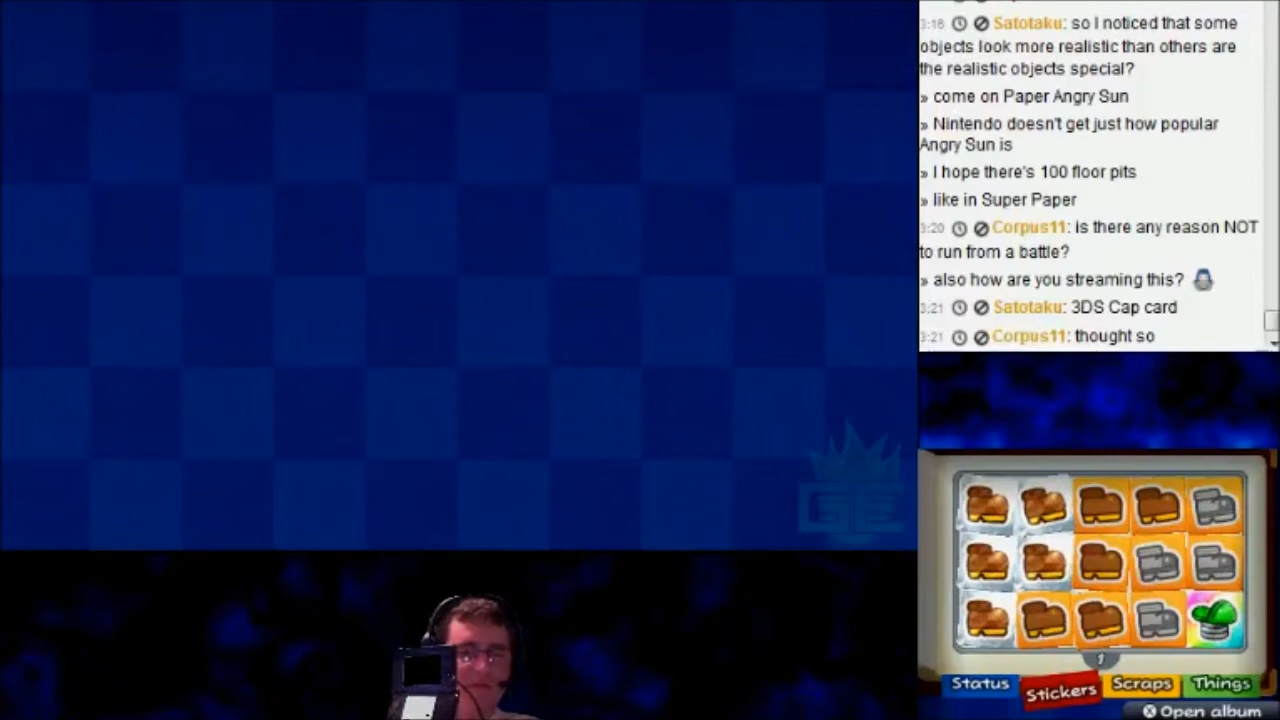 3:18 Satotaku: so I noticed that some
objects look more realistic than others are
the realistic objects special?
» come on Paper Angry Sun
» Nintendo doesn't get just how popular
Angry Sun is
» I hope there's 100 floor pits
» like in Super Paper
3:20 Corpus11: is there any reason NOT
to run from a battle?
» also how are you streaming this?
3:21 Satotaku: 3DS Cap card
3:21 Corpus11: thought so
GE
1
Status Stickers Scraps Things
X Open album